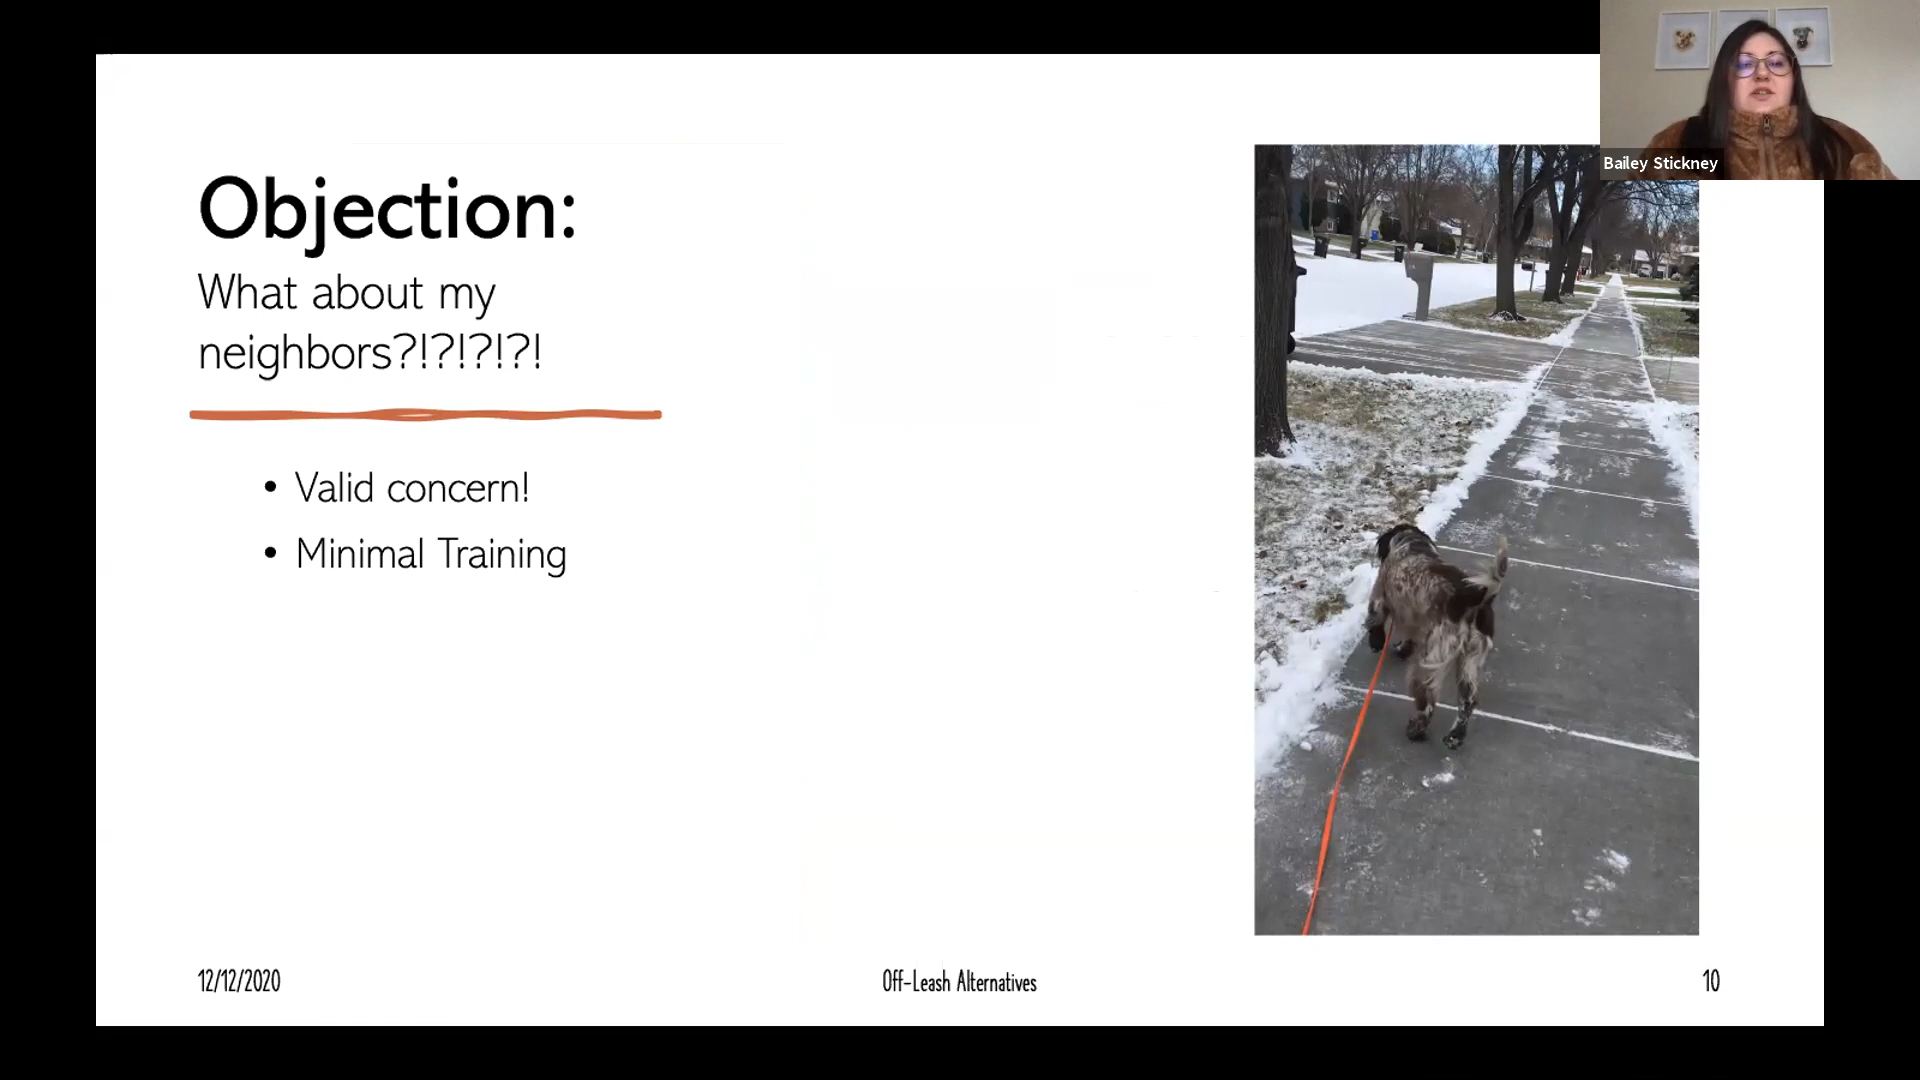 Bailey Stickney
Objection:
What about my
neighbors?!?!?!?!
• Valid concern!
• Minimal Training
12/12/2020
Off-Leash Alternatives
10